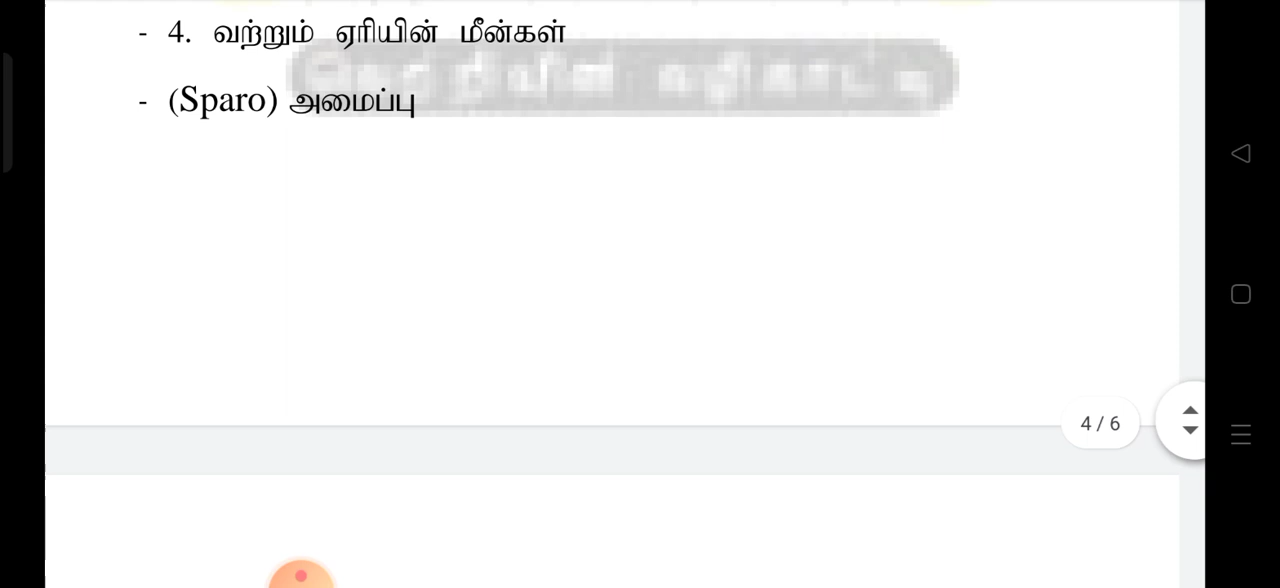 - 4. வற்றும் ஏரியின் மீன்கள்
- (Sparo) அமைப்பு
4 / 6